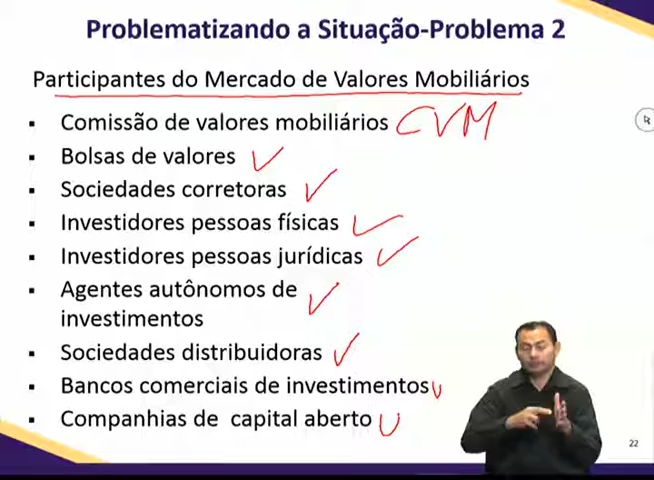 Problematizando a Situação-Problema 2
Participantes do Mercado de Valores Mobiliários
▪ Comissão de valores mobiliários CVM
▪ Bolsas de valores
▪ Sociedades corretoras
▪ Investidores pessoas físicas
▪ Investidores pessoas jurídicas
▪ Agentes autônomos de
investimentos
▪ Sociedades distribuidoras
▪ Bancos comerciais de investimentos
▪ Companhias de capital aberto
22